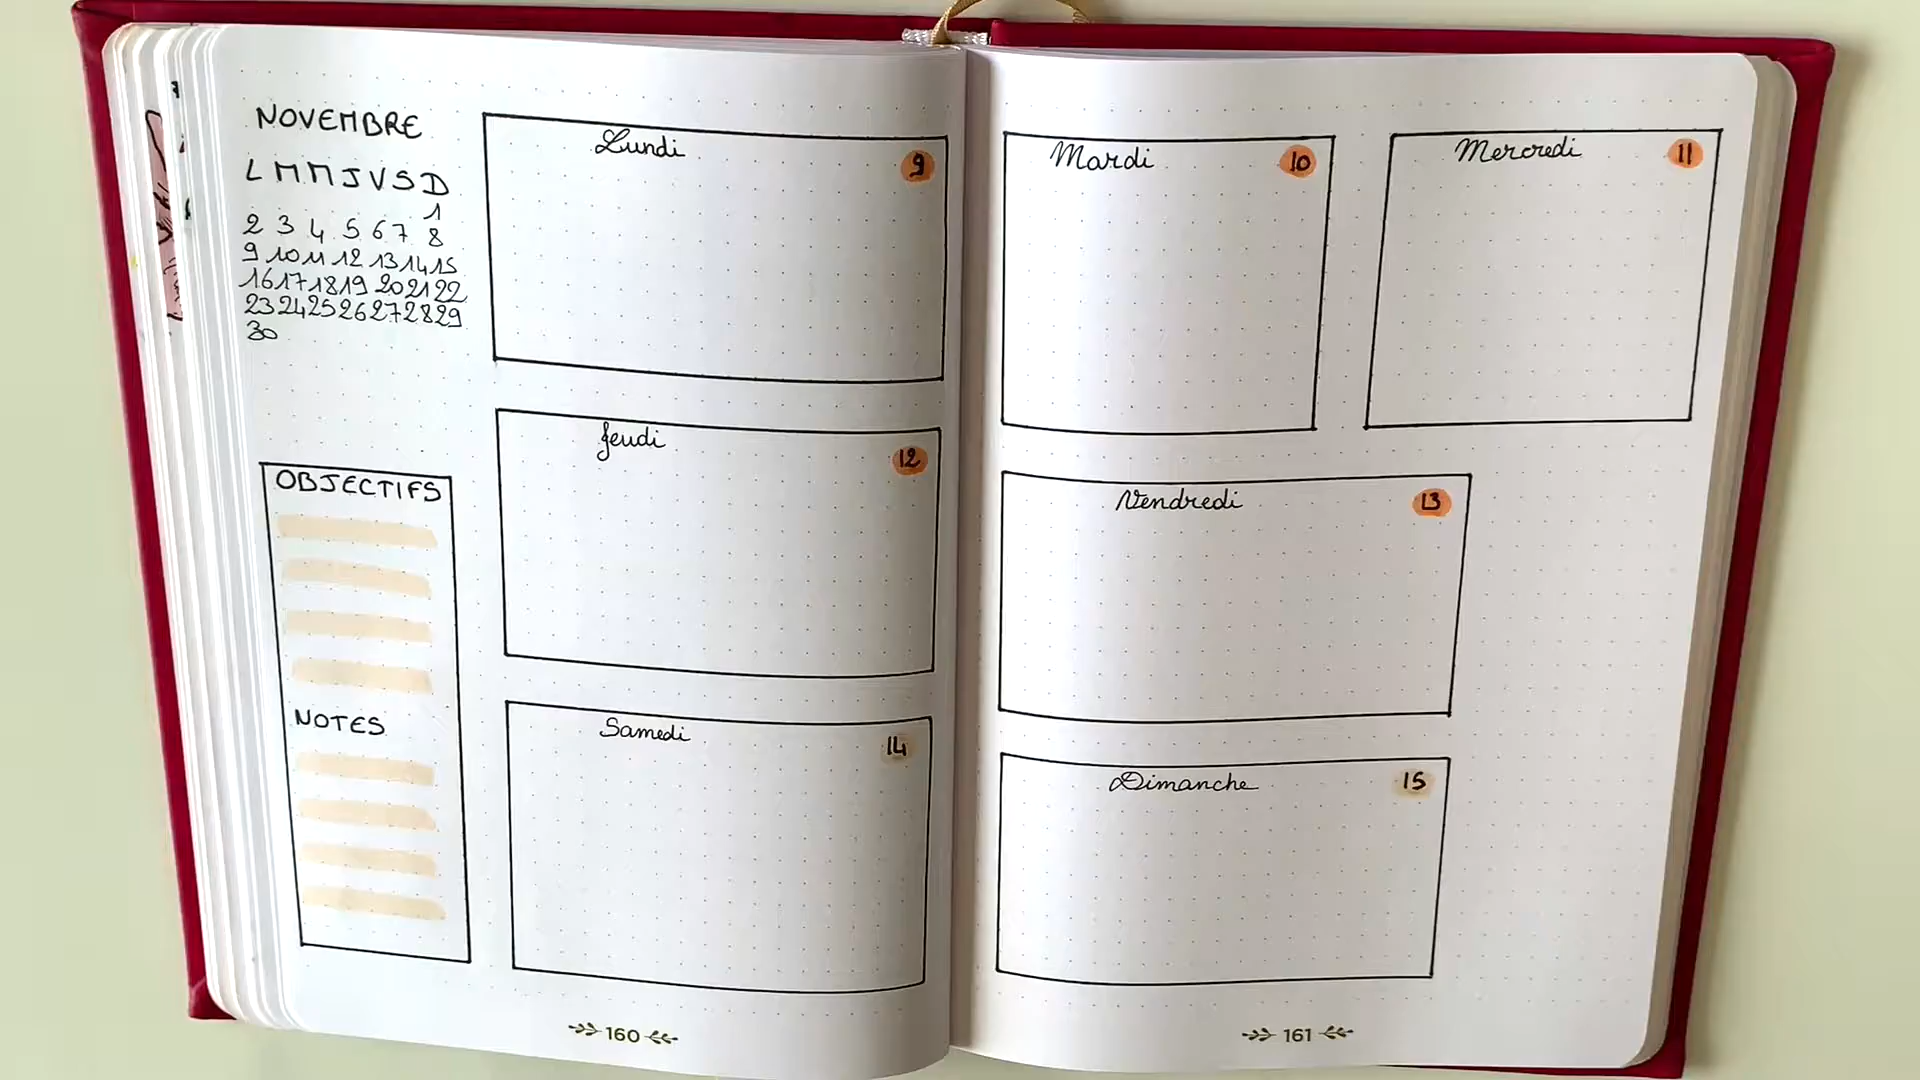 NOVEMBRE
L M M J V S D
1
2 3 4 5 6 7 8
9 10 11 12 13 14 15
16 17 18 19 20 21 22
23 24 25 26 27 28 29
30
OBJECTIFS
NOTES
Lundi 9
Jeudi 12
Samedi 14
160
Mardi 10
Mercredi 11
Vendredi 13
Dimanche 15
161